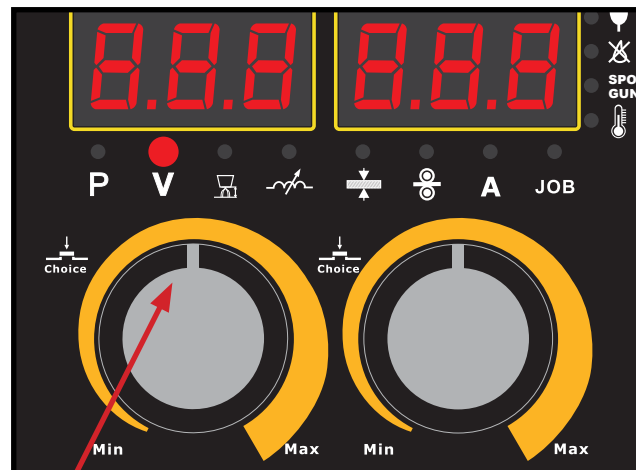 8.8.8 8.8.8
SPO
GUN
P V A JOB
Choice Choice
Min Max Min Max